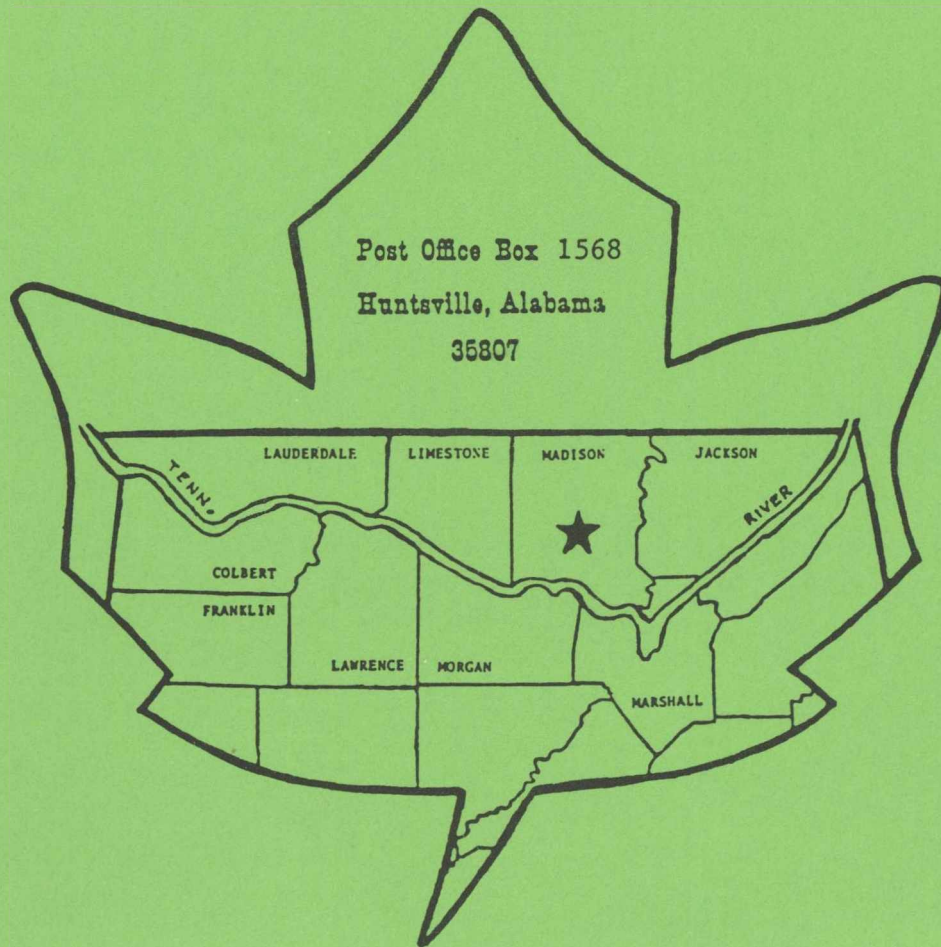 Post Office Box 1568
Huntsville, Alabama
35807
LAUDERDALE LIMESTONE MADISON JACKSON
TENN.
RIVER
COLBERT
FRANKLIN
LAWRENCE MORGAN
MARSHALL